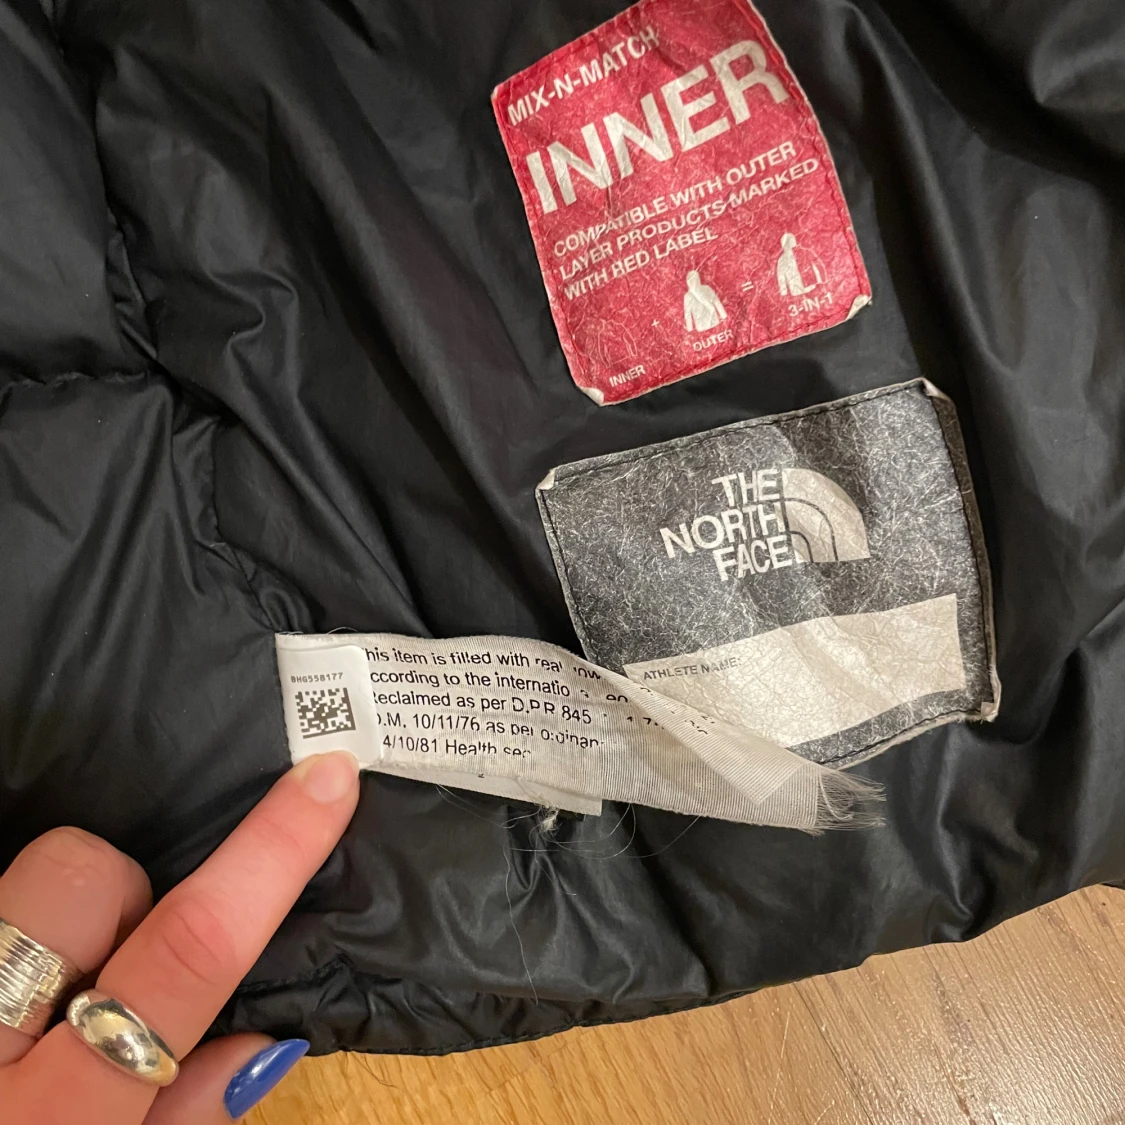 MIX-N-MATCH
INNER
COMPATIBLE WITH OUTER
LAYER PRODUCTS MARKED
WITH RED LABEL
+
=
INNER
OUTER
3-IN-1
THE
NORTH
FACE
ATHLETE NAME:
BHG558177
his item is filled with real
ccording to the internatio
eclaimed as per D.P.R 845
.M. 10/11/76 as per
4/10/81 Health